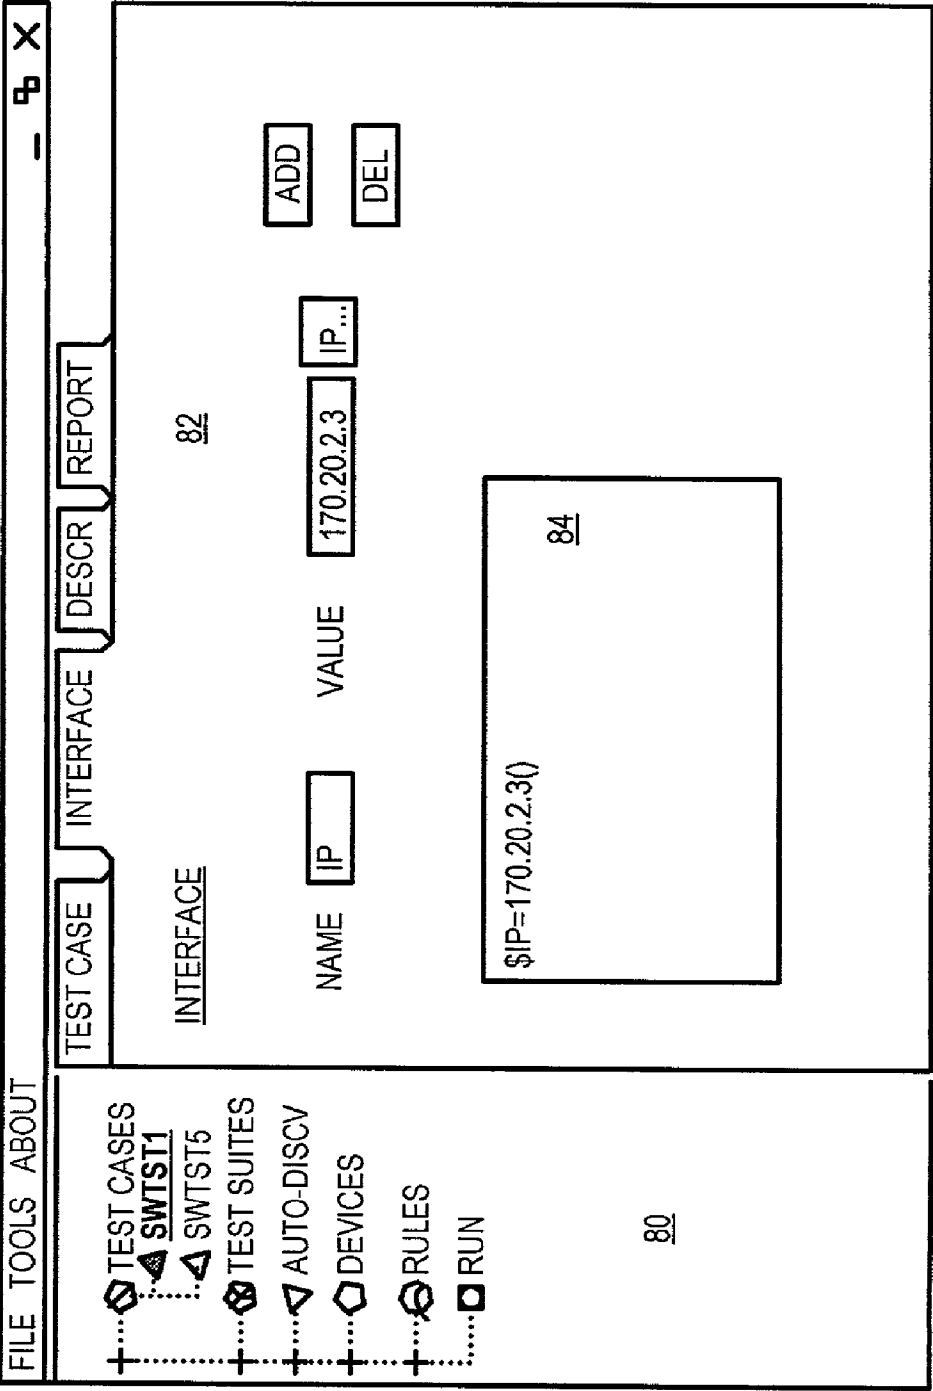 FILE TOOLS ABOUT
TEST CASE INTERFACE DESCR REPORT
TEST CASES
SWTST1
SWTST5
TEST SUITES
AUTO-DISCV
DEVICES
RULES
RUN
80
INTERFACE
82
NAME IP VALUE 170.20.2.3 IP...
ADD
DEL
$IP=170.20.2.3()
84